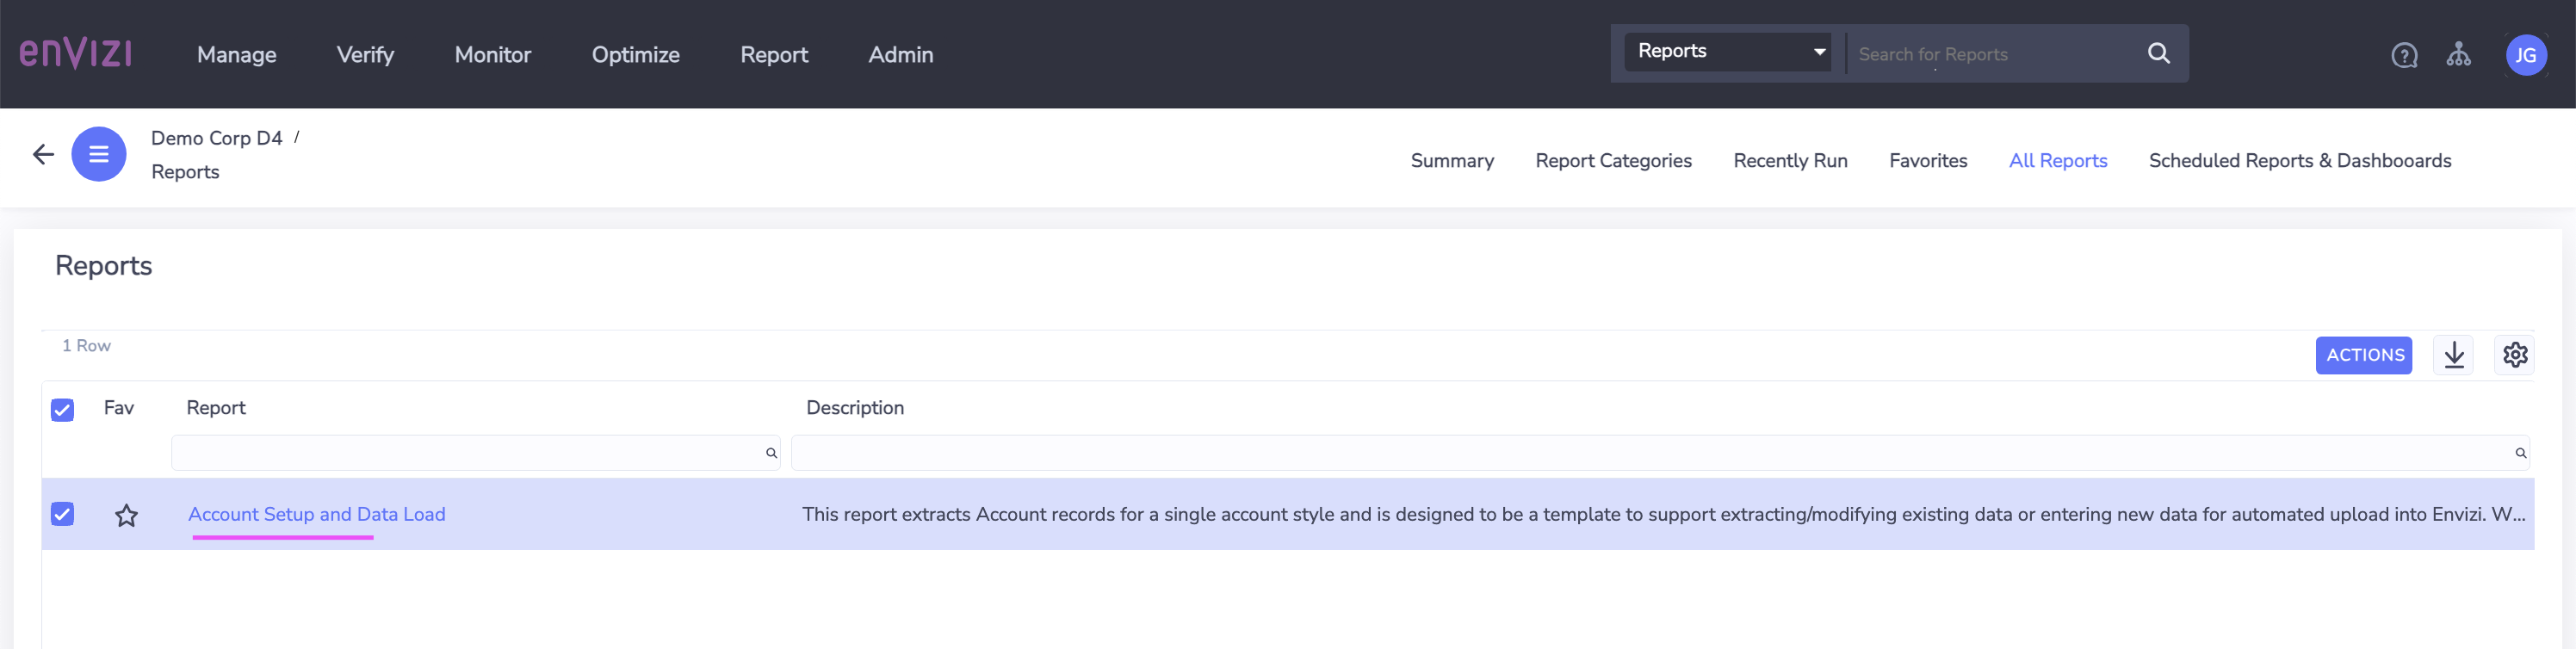 enVIZI
Manage Verify Monitor Optimize Report Admin
Reports Search for Reports
JG
Demo Corp D4 /
Reports
Summary Report Categories Recently Run Favorites All Reports Scheduled Reports & Dashbooards
Reports
1 Row
ACTIONS
Fav Report Description
Account Setup and Data Load This report extracts Account records for a single account style and is designed to be a template to support extracting/modifying existing data or entering new data for automated upload into Envizi. W...